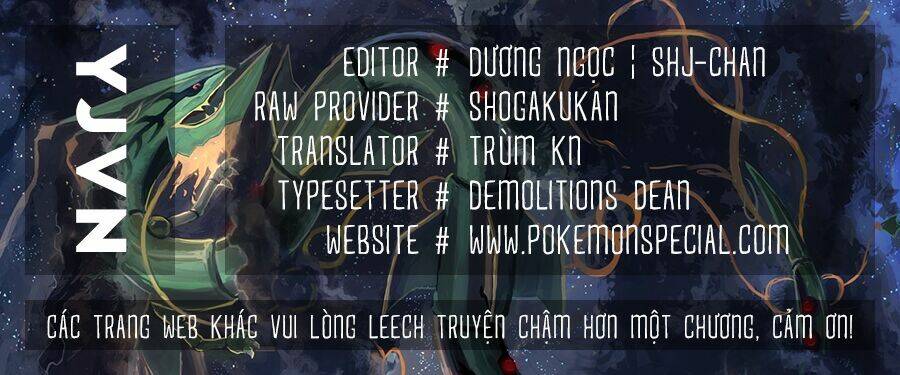 YJVN
EDITOR # DƯƠNG NGỌC ¦ SHJ-CHAN
RAW PROVIDER # SHOGAKUKAN
TRANSLATOR # TRÙM KN
TYPESETTER # DEMOLITIONS DEAN
WEBSITE # WWW.POKEMONSPECIAL.COM
CÁC TRANG WEB KHÁC VUI LÒNG LEECH TRUYỆN CHẬM HƠN MỘT CHƯƠNG, CẢM ƠN!